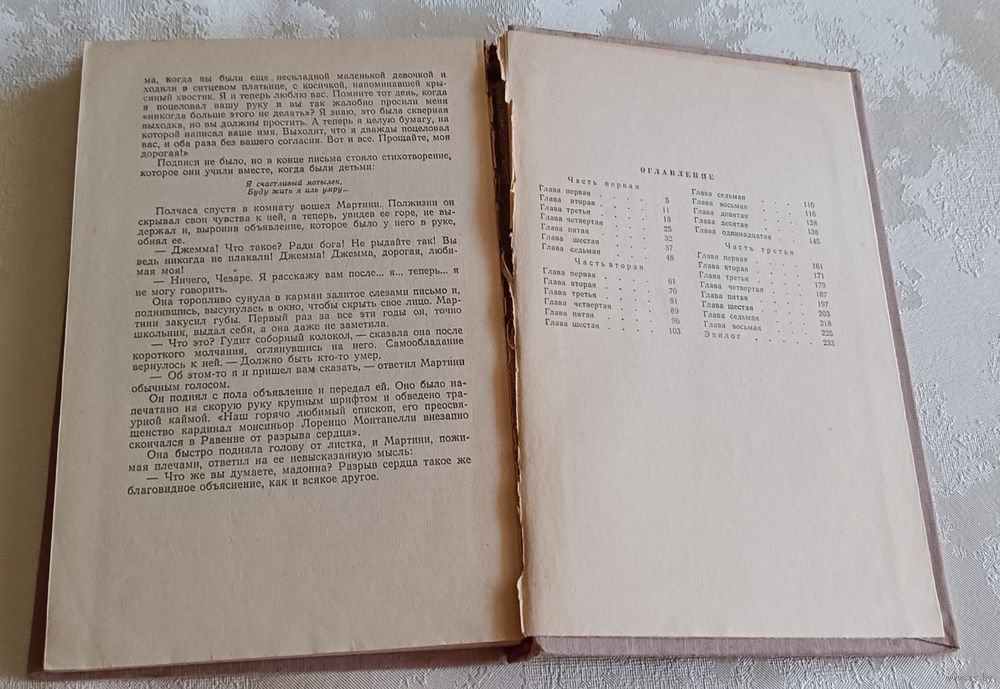 ма, когда вы были еще нескладной маленькой девочкой и
ходили в ситцевом платьице, с косичкой, напоминавшей кры-
синый хвостик. Я и теперь люблю вас. Помните тот день, когда
я поцеловал вашу руку и вы так жалобно просили меня
«никогда больше этого не делать»? Я знаю, это была скверная
выходка, но вы должны простить. А теперь я целую бумагу, на
которой написал ваше имя. Выходит, что я дважды поцеловал
вас, и оба раза без вашего согласия. Вот и все. Прощайте, моя
дорогая!»
Подписи не было, но в конце письма стояло стихотворение,
которое они учили вместе, когда были детьми:
Я счастливый мотылек,
Буду жить я иль умру...
Полчаса спустя в комнату вошел Мартини. Полжизни он
скрывал свои чувства к ней, а теперь, увидев ее горе, не вы-
держал и, выронив объявление, которое было у него в руке,
обнял ее.
— Джемма! Что такое? Ради бога! Не рыдайте так! Вы
ведь никогда не плакали! Джемма! Джемма, дорогая, люби-
мая моя!
— Ничего, Чезаре. Я расскажу вам после... я... теперь... я
не могу говорить.
Она торопливо сунула в карман залитое слезами письмо и,
поднявшись, высунулась в окно, чтобы скрыть свое лицо. Мар-
тини закусил губы. Первый раз за все эти годы он, точно
школьник, выдал себя, а она даже не заметила.
— Что это? Гудит соборный колокол, — сказала она после
короткого молчания, оглянувшись на него. Самообладание
вернулось к ней. — Должно быть кто-то умер.
— Об этом-то я и пришел вам сказать, — ответил Мартини
обычным голосом.
Он поднял с пола объявление и передал ей. Оно было на-
печатано на скорую руку крупным шрифтом и обведено тра-
урной каймой. «Наш горячо любимый епископ, его преосвя-
щенство кардинал монсиньор Лоренцо Монтанелли внезапно
скончался в Равенне от разрыва сердца».
Она быстро подняла голову от листка, и Мартини, пожи-
мая плечами, ответил на ее невысказанную мысль:
— Что же вы думаете, мадонна? Разрыв сердца такое же
благовидное объяснение, как и всякое другое.
ОГЛАВЛЕНИЕ
Часть первая
Глава первая . . . . 5
Глава вторая . . . . 11
Глава третья . . . . 18
Глава четвертая . . . . 25
Глава пятая . . . . 32
Глава шестая . . . . 37
Глава седьмая . . . . 48
Часть вторая
Глава первая . . . . 61
Глава вторая . . . . 70
Глава третья . . . . 81
Глава четвертая . . . . 89
Глава пятая . . . . 96
Глава шестая . . . . 103
Глава седьмая . . . . 110
Глава восьмая . . . . 116
Глава девятая . . . . 128
Глава десятая . . . . 138
Глава одиннадцатая . . . . 145
Часть третья
Глава первая . . . . 161
Глава вторая . . . . 171
Глава третья . . . . 179
Глава четвертая . . . . 187
Глава пятая . . . . 197
Глава шестая . . . . 203
Глава седьмая . . . . 218
Глава восьмая . . . . 225
Эпилог . . . . 233